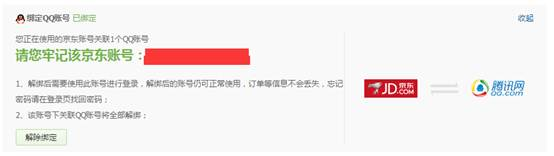 绑定QQ账号 已绑定
收起
您正在使用的京东账号关联1个QQ账号
请您牢记该京东账号：
1、解绑后需要使用此账号进行登录，解绑后的账号仍可正常使用，订单等信息不会丢失，忘记
密码请在登录页找回密码；
2、该账号下关联QQ账号将全部解绑；
解除绑定
JD京东
.COM
腾讯网
QQ.com